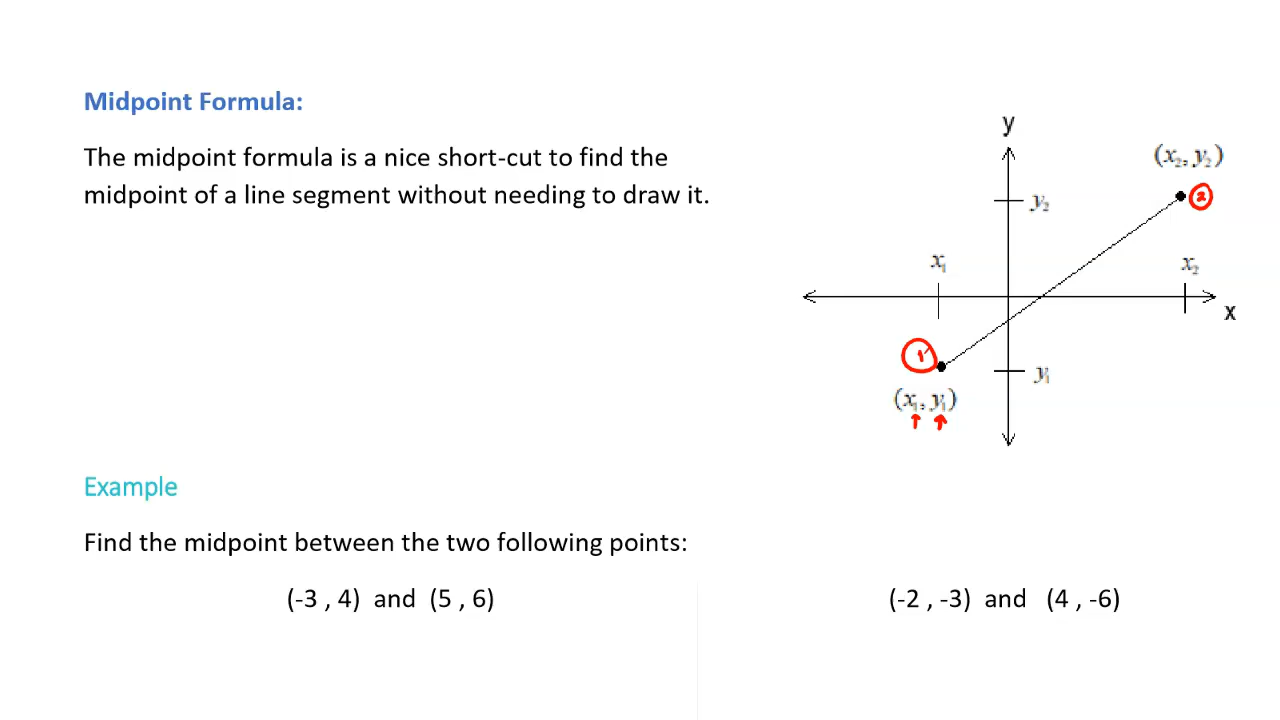 Midpoint Formula:
The midpoint formula is a nice short-cut to find the
midpoint of a line segment without needing to draw it.
y
(x₂, y₂)
2
y₂
x₁
x₂
x
1
y₁
(x₁, y₁)
Example
Find the midpoint between the two following points:
(-3 , 4) and (5 , 6)
(-2 , -3) and (4 , -6)